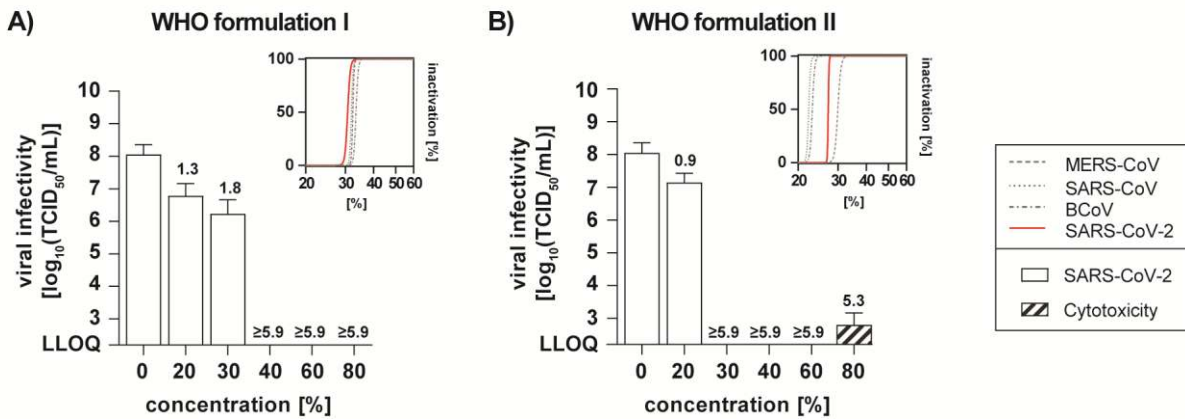 A)
WHO formulation I
viral infectivity
[log10(TCID50/mL)]
10
9
8
7
6
5
4
3
LLOQ
1.3
1.8
≥5.9 ≥5.9 ≥5.9
0 20 30 40 60 80
concentration [%]
100
50
0
20 30 40 50 60
[%]
inactivation [%]
B)
WHO formulation II
viral infectivity
[log10(TCID50/mL)]
10
9
8
7
6
5
4
3
LLOQ
0.9
≥5.9 ≥5.9 ≥5.9
5.3
0 20 30 40 60 80
concentration [%]
100
50
0
20 30 40 50 60
[%]
inactivation [%]
MERS-CoV
SARS-CoV
BCoV
SARS-CoV-2
SARS-CoV-2
Cytotoxicity